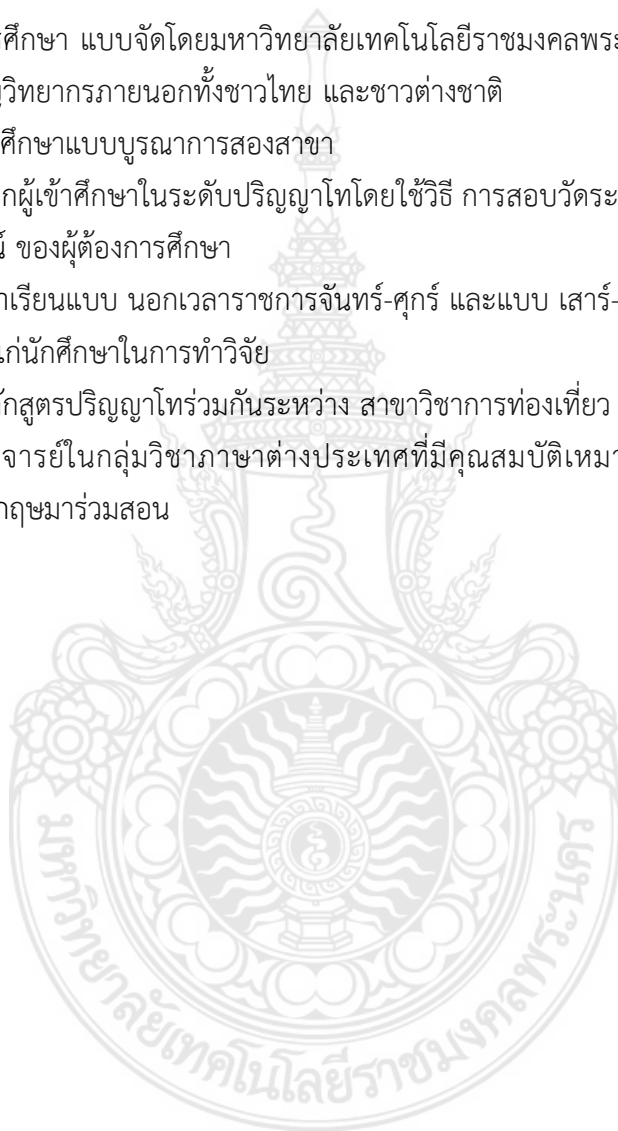 รศึกษา แบบจัดโดยมหาวิทยาลัยเทคโนโลยีราชมงคลพระ
ญวิทยากรภายนอกทั้งชาวไทย และชาวต่างชาติ
ศึกษาแบบบูรณาการสองสาขา
กผู้เข้าศึกษาในระดับปริญญาโทโดยใช้วิธี การสอบวัดระ
ณ์ ของผุ้ต้องการศึกษา
าเรียนแบบ นอกเวลาราชการจันทร์-ศุกร์ และแบบ เสาร์-
แก่นักศึกษาในการทำวิจัย
ักสูตรปริญญาโทร่วมกันระหว่าง สาขาวิชาการท่องเที่ยว
จารย์ในกลุ่มวิชาภาษาต่างประเทศที่มีคุณสมบัติเหมา
กฤษมาร่วมสอน
มหาวิทยาลัยเทคโนโลยีราชมงคลพระนคร